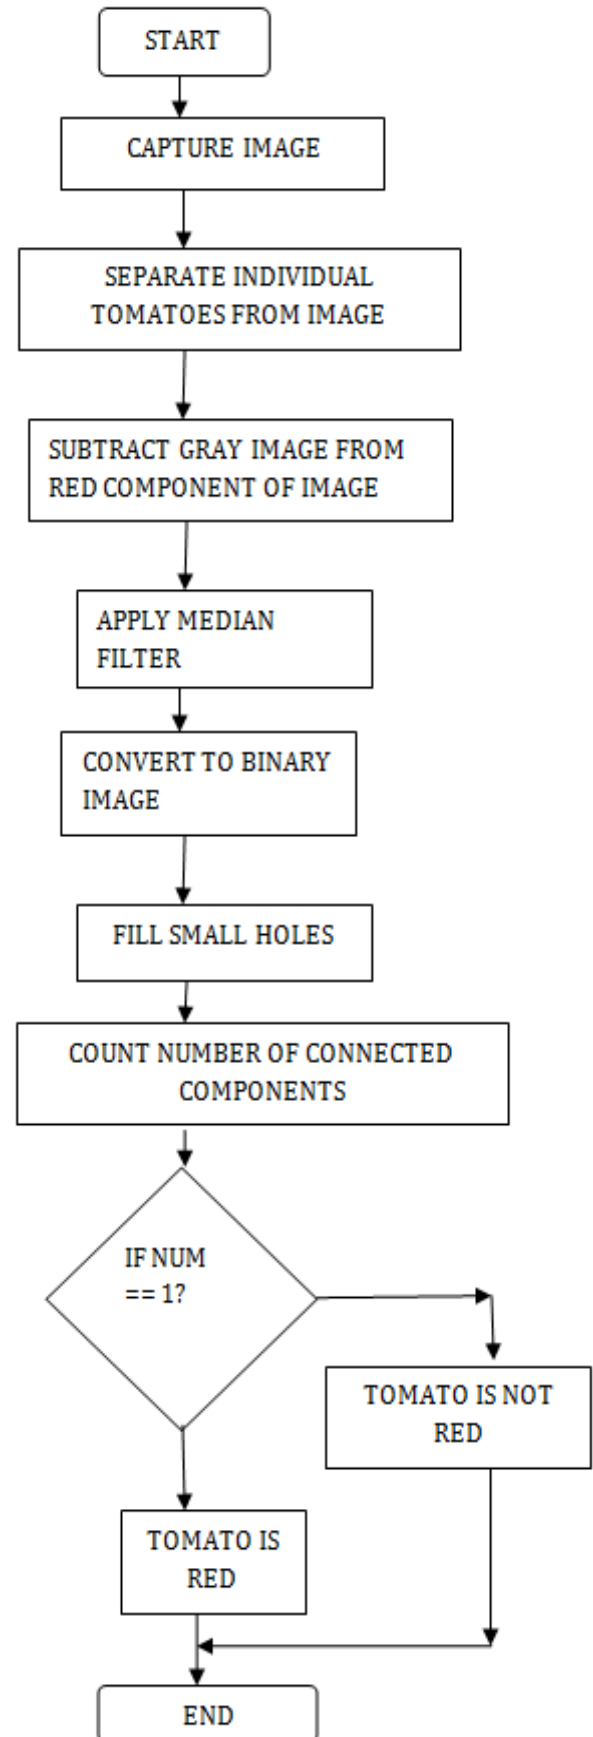 START
CAPTURE IMAGE
SEPARATE INDIVIDUAL
TOMATOES FROM IMAGE
SUBTRACT GRAY IMAGE FROM
RED COMPONENT OF IMAGE
APPLY MEDIAN
FILTER
CONVERT TO BINARY
IMAGE
FILL SMALL HOLES
COUNT NUMBER OF CONNECTED
COMPONENTS
IF NUM
== 1?
TOMATO IS NOT
RED
TOMATO IS
RED
END